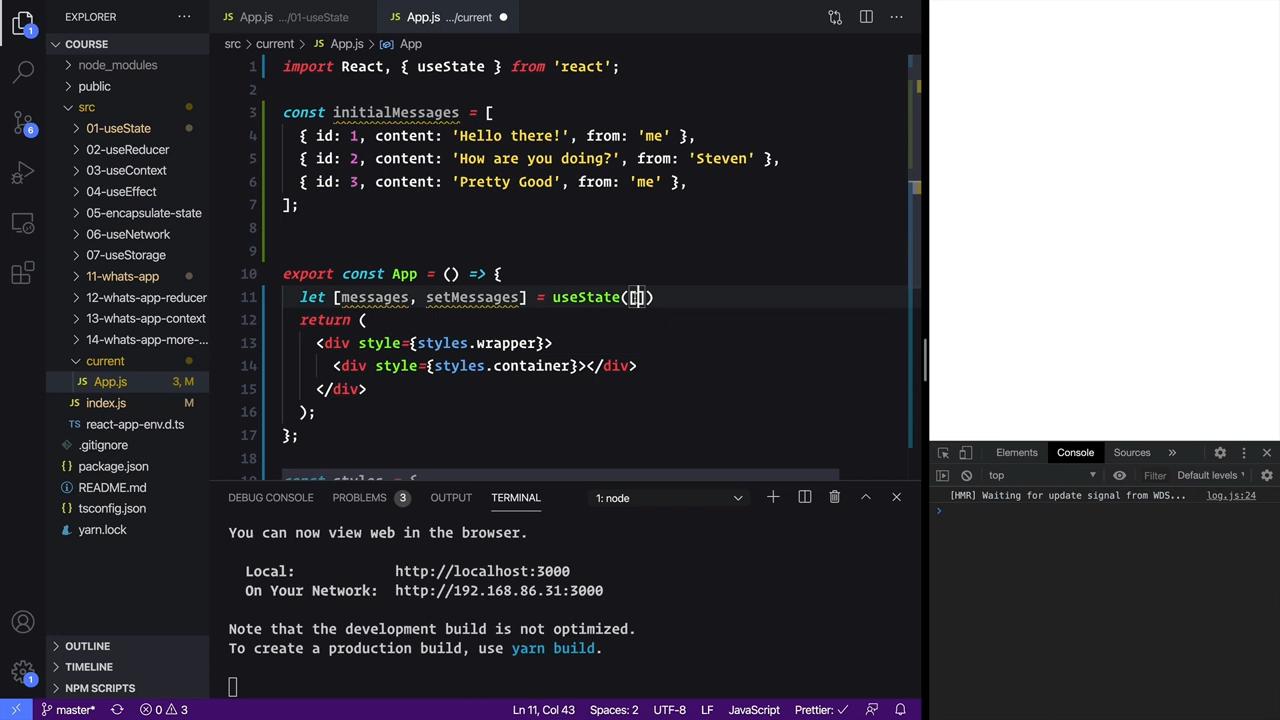 EXPLORER
COURSE
node_modules
public
src
01-useState
02-useReducer
03-useContext
04-useEffect
05-encapsulate-state
06-useNetwork
07-useStorage
11-whats-app
12-whats-app-reducer
13-whats-app-context
14-whats-app-more-...
current
App.js 3, M
index.js M
TS react-app-env.d.ts
.gitignore
package.json
README.md
tsconfig.json
yarn.lock
OUTLINE
TIMELINE
NPM SCRIPTS
1
6
1
JS App.js .../01-useState JS App.js .../current
src > current > JS App.js > App
1 import React, { useState } from 'react';
2
3 const initialMessages = [
4 { id: 1, content: 'Hello there!', from: 'me' },
5 { id: 2, content: 'How are you doing?', from: 'Steven' },
6 { id: 3, content: 'Pretty Good', from: 'me' },
7 ];
8
9
10 export const App = () => {
11 let [messages, setMessages] = useState([])
12 return (
13 <div style={styles.wrapper}>
14 <div style={styles.container}></div>
15 </div>
16 );
17 };
18
const styles = {
DEBUG CONSOLE PROBLEMS 3 OUTPUT TERMINAL 1: node
You can now view web in the browser.
Local: http://localhost:3000
On Your Network: http://192.168.86.31:3000
Note that the development build is not optimized.
To create a production build, use yarn build.
master* 0 3 Ln 11, Col 43 Spaces: 2 UTF-8 LF JavaScript Prettier: ✓
Elements Console Sources »
top Filter Default levels
[HMR] Waiting for update signal from WDS... log.js:24